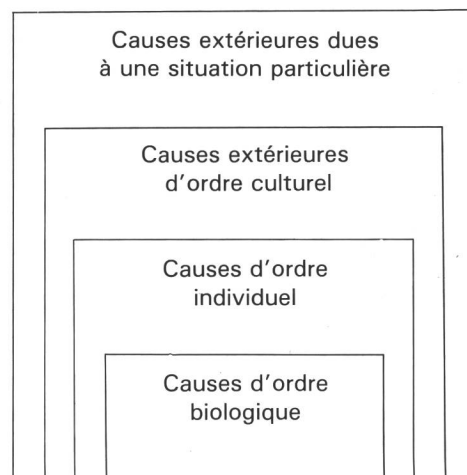 Causes extérieures dues
à une situation particulière
Causes extérieures
d'ordre culturel
Causes d'ordre
individuel
Causes d'ordre
biologique